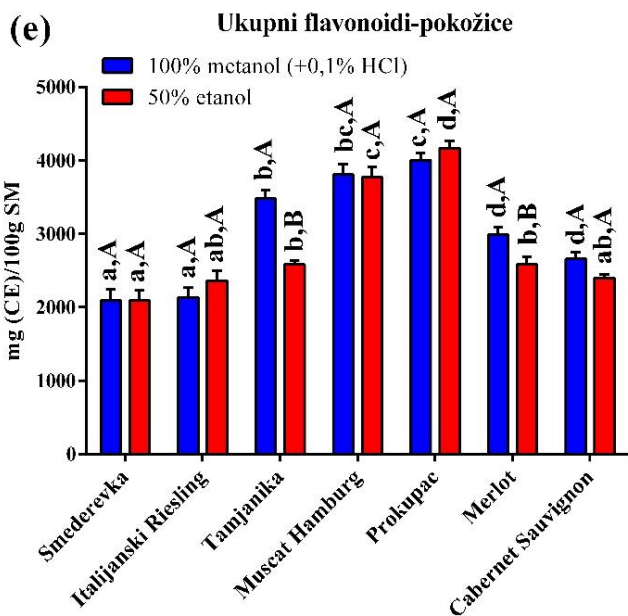 (e)
Ukupni flavonoidi-pokožice
100% metanol (+0,1% HCl)
50% etanol
mg (CE)/100g SM
5000
4000
3000
2000
1000
0
a,A
a,A
a,A
ab,A
b,A
b,B
bc,A
c,A
c,A
d,A
d,A
b,B
d,A
ab,A
Smederevka
Italijanski Riesling
Tamjanika
Muscat Hamburg
Prokupac
Merlot
Cabernet Sauvignon